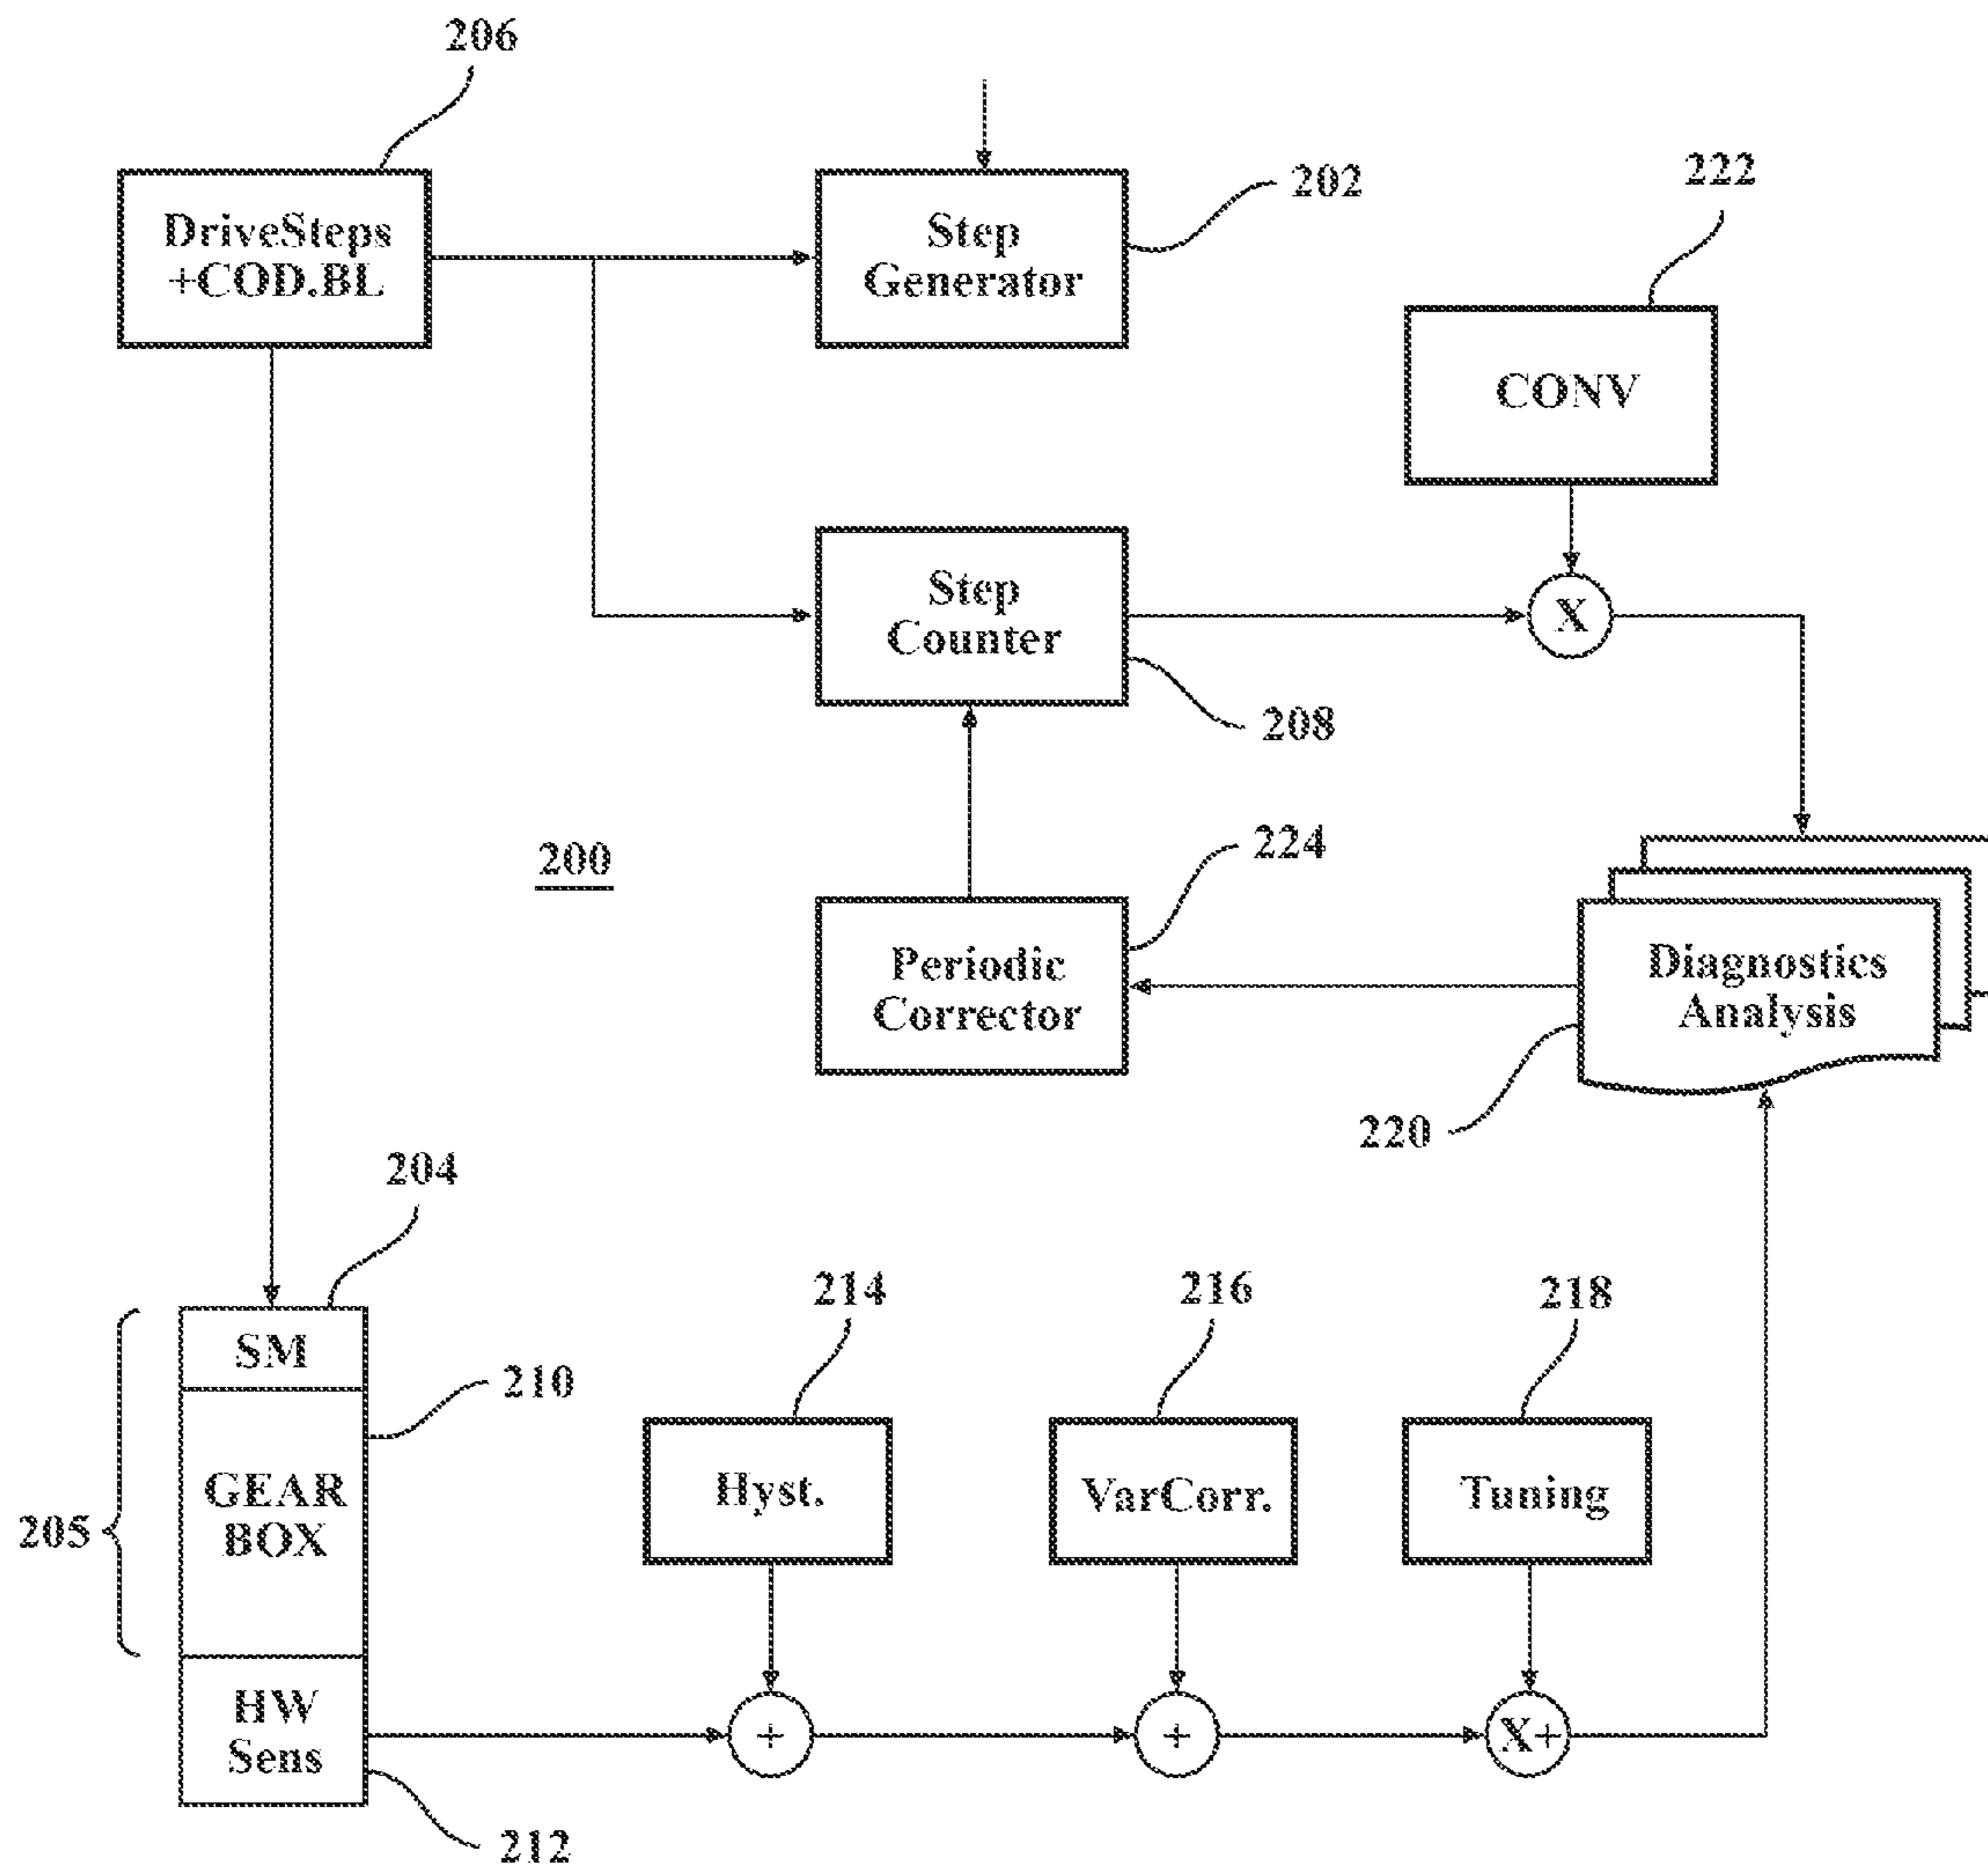 206
DriveSteps
+COD.BL
Step
Generator
202
222
CONV
Step
Counter
X
208
200
224
Periodic
Corrector
Diagnostics
Analysis
220
204
SM
210
GEAR
BOX
205
HW
Sens
212
214
Hyst.
216
VarCorr.
218
Tuning
+
+
X+